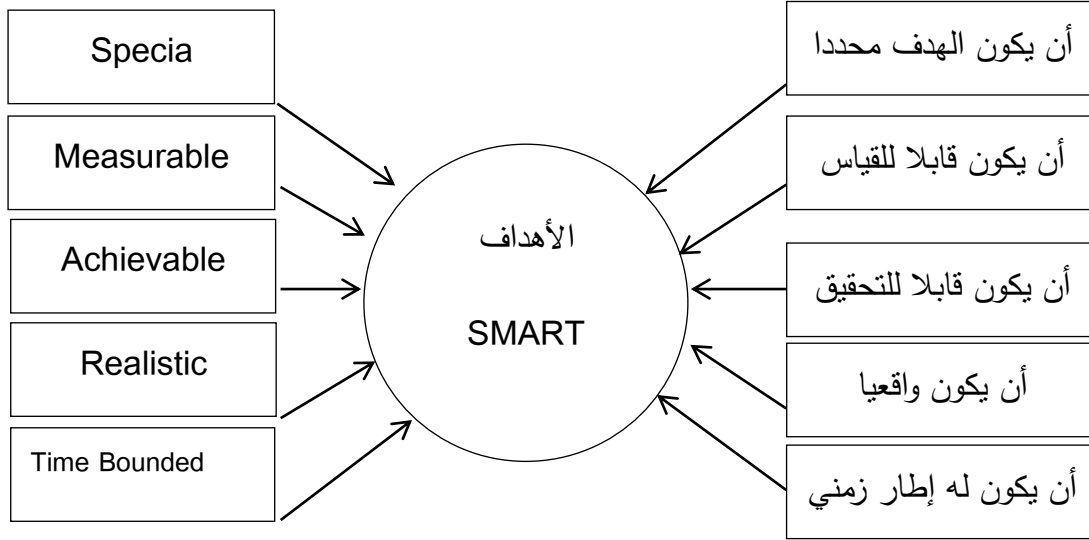 Specia
Measurable
Achievable
Realistic
Time Bounded
الأهداف
SMART
أن يكون الهدف محددا
أن يكون قابلا للقياس
أن يكون قابلا للتحقيق
أن يكون واقعيا
أن يكون له إطار زمني